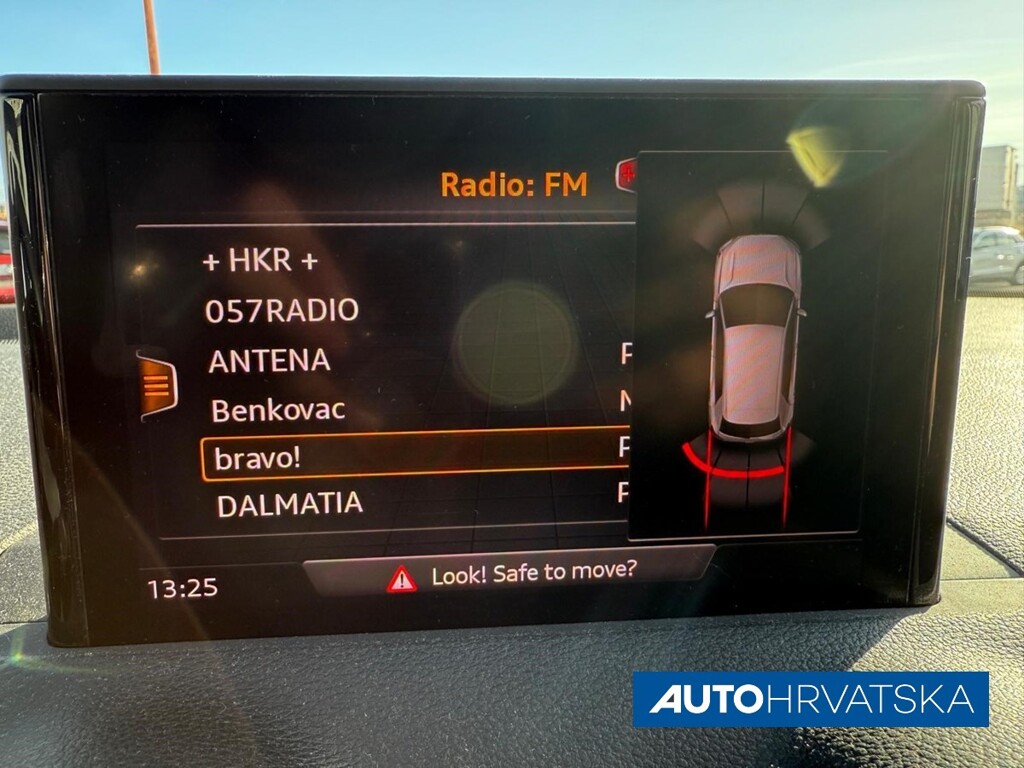 Radio: FM
+ HKR +
057RADIO
ANTENA
Benkovac
bravo!
DALMATIA
13:25
Look! Safe to move?
AUTOHRVATSKA